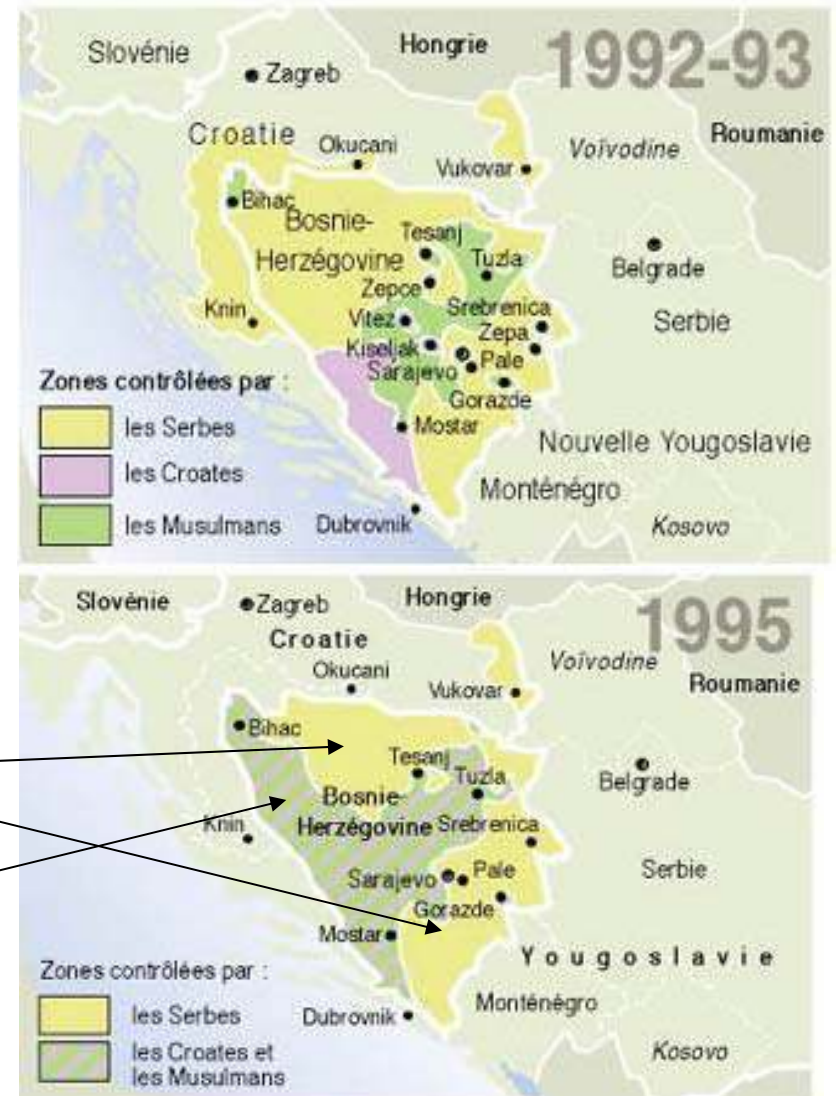 1992-93
Slovénie
Hongrie
Zagreb
Croatie
Okucani
Voïvodine
Roumanie
Vukovar
Bihaç
Bosnie-
Herzégovine
Tesanj
Tuzla
Belgrade
Zepce
Srebrenica
Serbie
Knin
Vitez
Zepa
Kiseljak
Pale
Sarajevo
Gorazde
Zones contrôlées par :
les Serbes
les Croates
les Musulmans
Mostar
Nouvelle Yougoslavie
Monténégro
Dubrovnik
Kosovo
1995
Slovénie
Zagreb
Hongrie
Croatie
Okucani
Voïvodine
Roumanie
Vukovar
Bihac
Tesanj
Tuzla
Belgrade
Bosnie-
Herzégovine
Srebrenica
Knin
Sarajevo
Pale
Serbie
Gorazde
Mostar
Yougoslavie
Zones contrôlées par :
les Serbes
les Croates et
les Musulmans
Dubrovnik
Monténégro
Kosovo